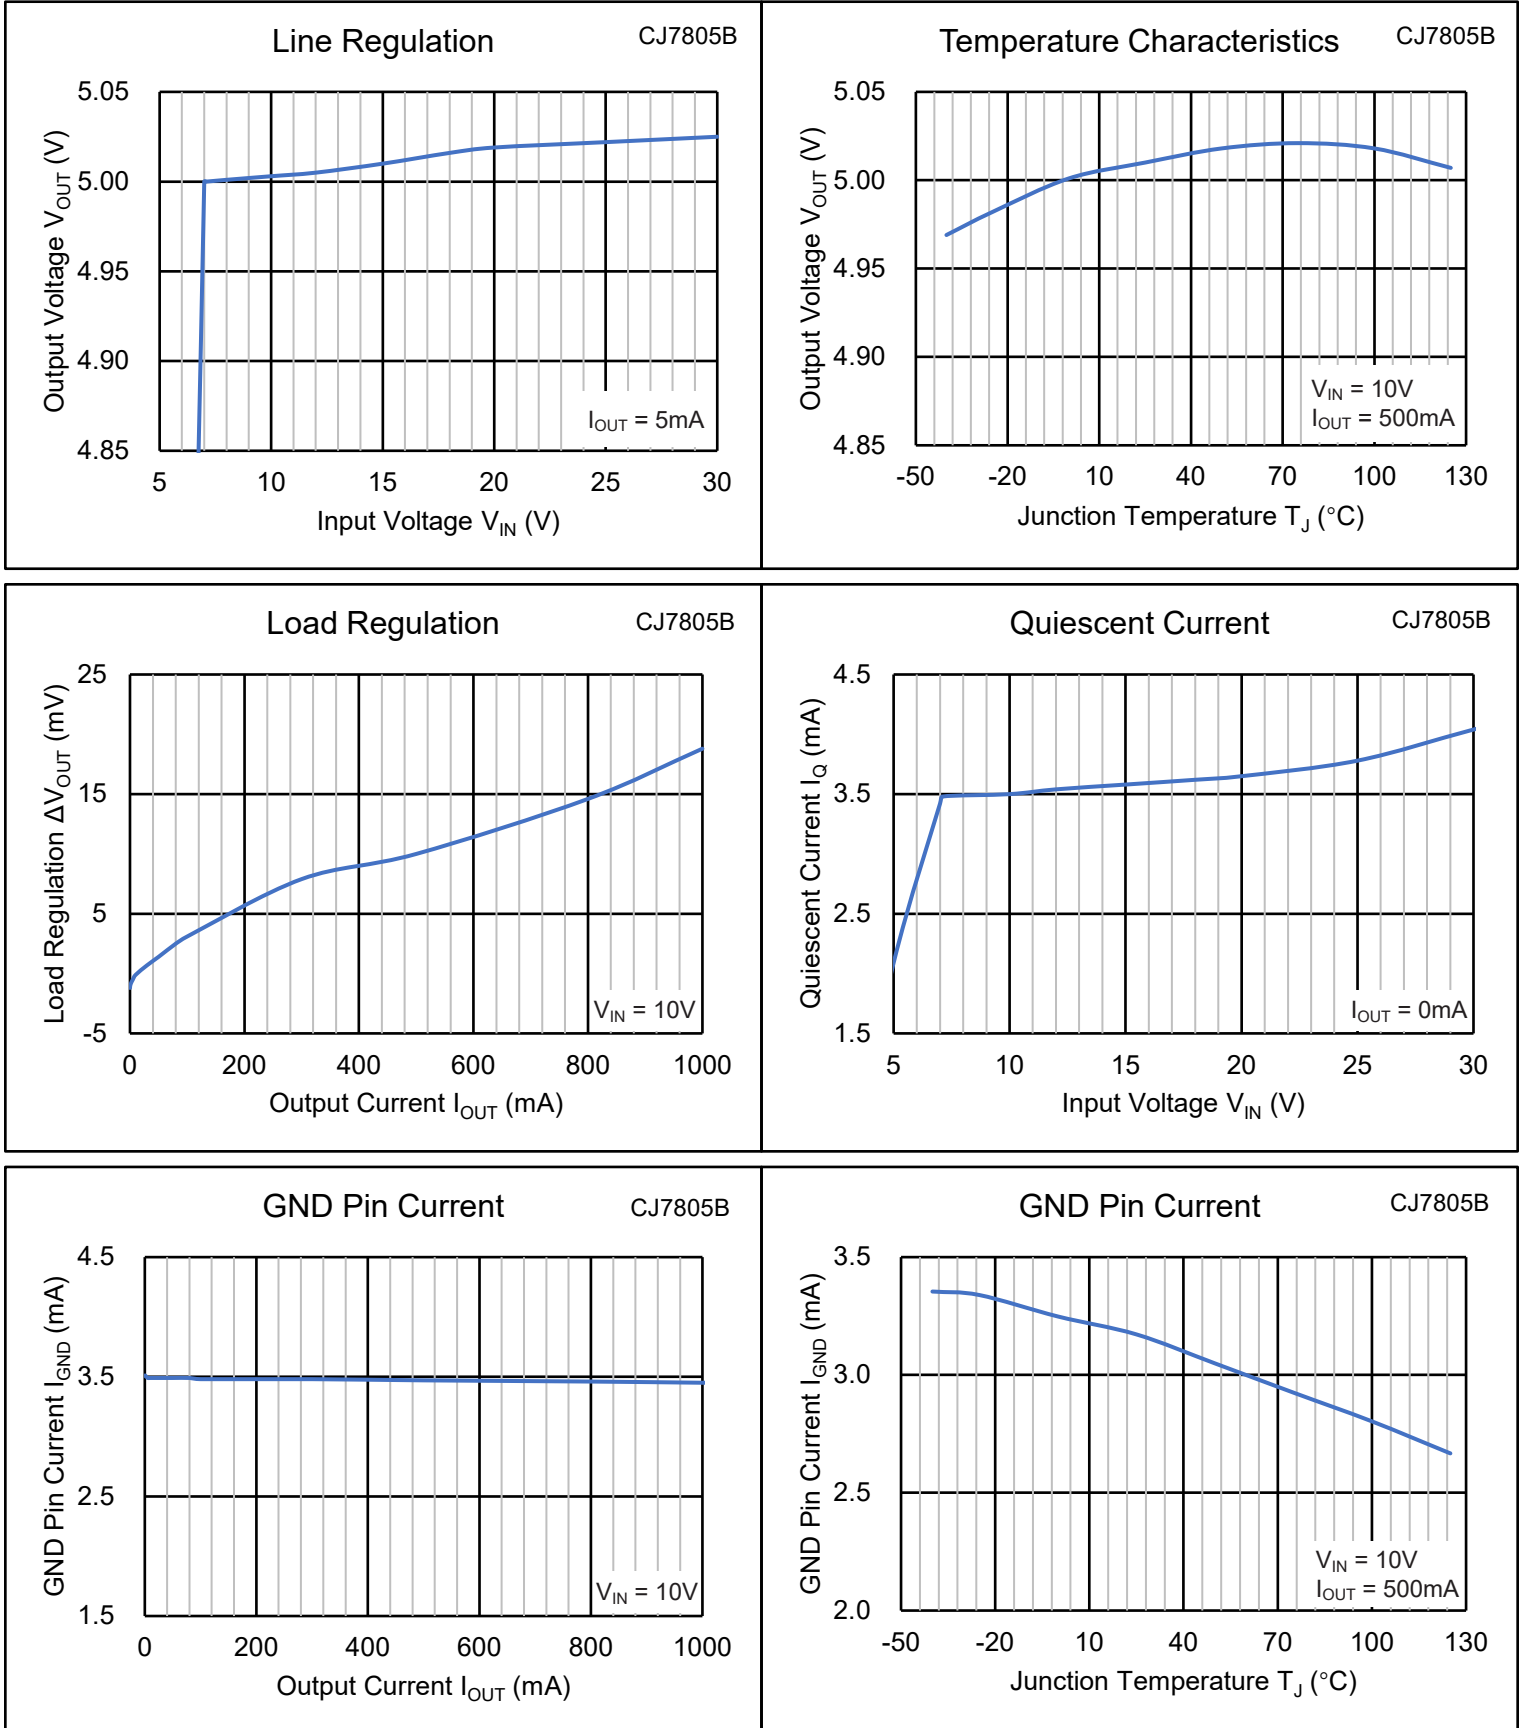 Line Regulation
CJ7805B
Output Voltage VOUT (V)
5.05
5.00
4.95
4.90
4.85
IOUT = 5mA
5 10 15 20 25 30
Input Voltage VIN (V)
Temperature Characteristics
CJ7805B
Output Voltage VOUT (V)
5.05
5.00
4.95
4.90
4.85
VIN = 10V
IOUT = 500mA
-50 -20 10 40 70 100 130
Junction Temperature TJ (°C)
Load Regulation
CJ7805B
Load Regulation ΔVOUT (mV)
25
15
5
-5
VIN = 10V
0 200 400 600 800 1000
Output Current IOUT (mA)
Quiescent Current
CJ7805B
Quiescent Current IQ (mA)
4.5
3.5
2.5
1.5
IOUT = 0mA
5 10 15 20 25 30
Input Voltage VIN (V)
GND Pin Current
CJ7805B
GND Pin Current IGND (mA)
4.5
3.5
2.5
1.5
VIN = 10V
0 200 400 600 800 1000
Output Current IOUT (mA)
GND Pin Current
CJ7805B
GND Pin Current IGND (mA)
3.5
3.0
2.5
2.0
VIN = 10V
IOUT = 500mA
-50 -20 10 40 70 100 130
Junction Temperature TJ (°C)